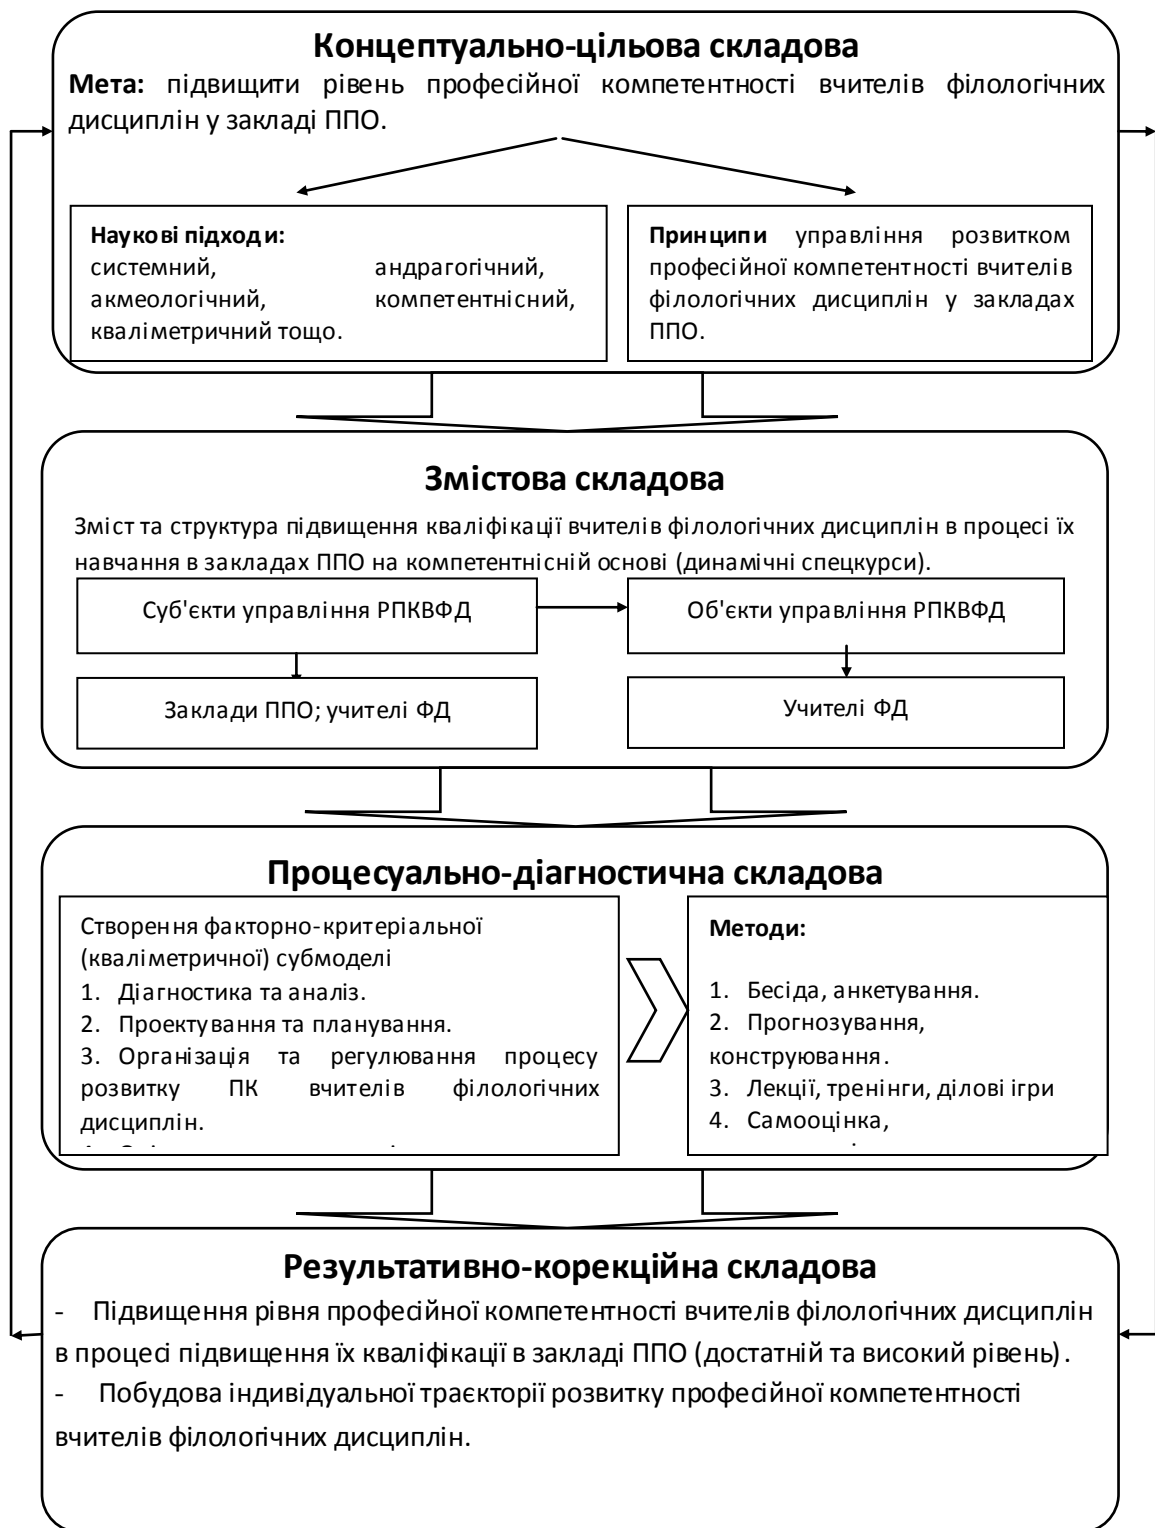 Концептуально-цільова складова
Мета: підвищити рівень професійної компетентності вчителів філологічних
дисциплін у закладі ППО.
Наукові підходи:
системний, андрагогічний,
акмеологічний, компетентнісний,
кваліметричний тощо.
Принципи управління розвитком
професійної компетентності вчителів
філологічних дисциплін у закладах
ППО.
Змістова складова
Зміст та структура підвищення кваліфікації вчителів філологічних дисциплін в процесі їх
навчання в закладах ППО на компетентнісній основі (динамічні спецкурси).
Суб'єкти управління РПКВФД
Об'єкти управління РПКВФД
Заклади ППО; учителі ФД
Учителі ФД
Процесуально-діагностична складова
Створення факторно-критеріальної
(кваліметричної) субмоделі
1. Діагностика та аналіз.
2. Проектування та планування.
3. Організація та регулювання процесу
розвитку ПК вчителів філологічних
дисциплін.
Методи:
1. Бесіда, анкетування.
2. Прогнозування,
конструювання.
3. Лекції, тренінги, ділові ігри
4. Самооцінка,
Результативно-корекційна складова
- Підвищення рівня професійної компетентності вчителів філологічних дисциплін
в процесі підвищення їх кваліфікації в закладі ППО (достатній та високий рівень).
- Побудова індивідуальної траєкторії розвитку професійної компетентності
вчителів філологічних дисциплін.